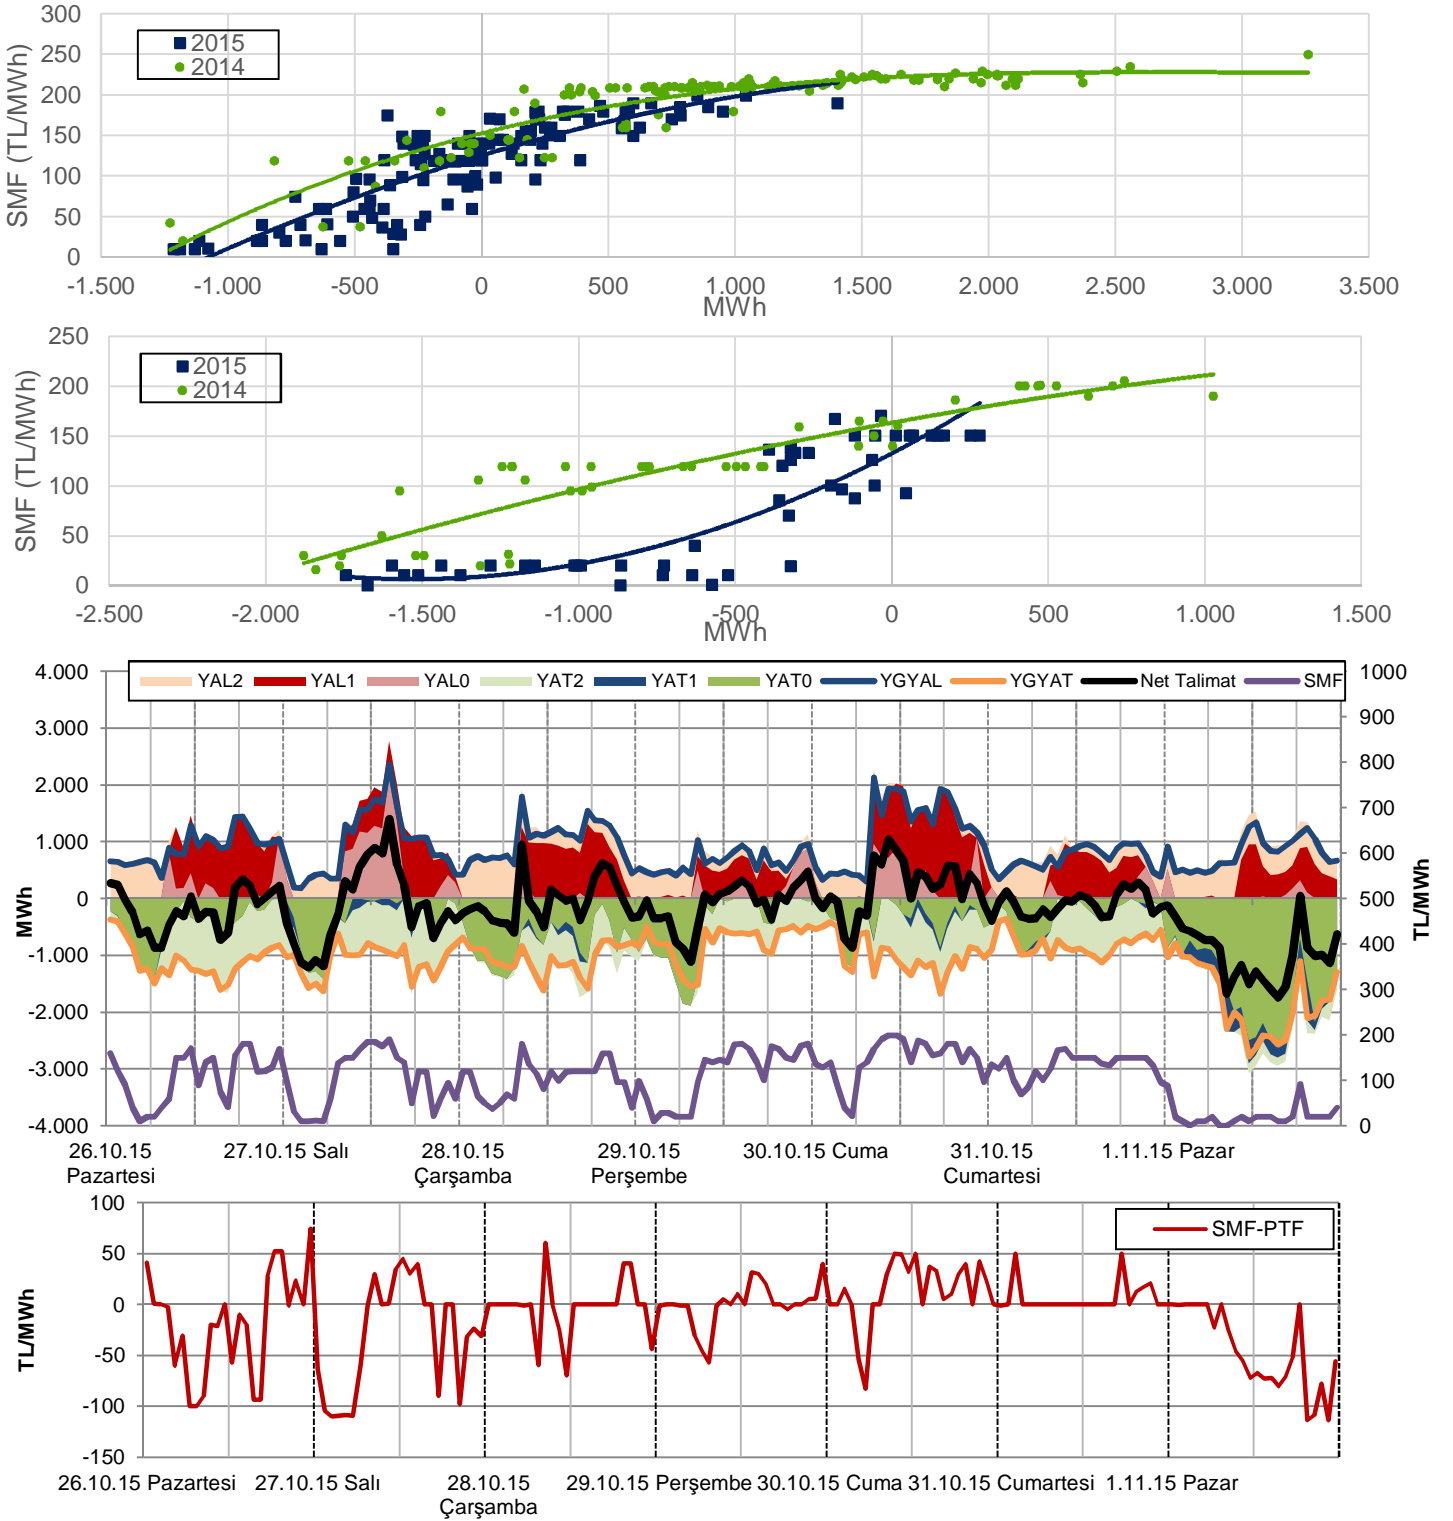 300
250
200
150
100
50
0
SMF (TL/MWh)
2015
2014
-1.500 -1.000 -500 0 500 1.000 1.500 2.000 2.500 3.000 3.500
MWh
250
200
150
100
50
0
SMF (TL/MWh)
2015
2014
-2.500 -2.000 -1.500 -1.000 -500 0 500 1.000 1.500
MWh
YAL2 YAL1 YAL0 YAT2 YAT1 YAT0 YGYAL YGYAT Net Talimat SMF
4.000
3.000
2.000
1.000
0
-1.000
-2.000
-3.000
-4.000
MWh
1000
900
800
700
600
500
400
300
200
100
0
TL/MWh
26.10.15 Pazartesi
27.10.15 Salı
28.10.15 Çarşamba
29.10.15 Perşembe
30.10.15 Cuma
31.10.15 Cumartesi
1.11.15 Pazar
100
50
0
-50
-100
-150
TL/MWh
SMF-PTF
26.10.15 Pazartesi
27.10.15 Salı
28.10.15 Çarşamba
29.10.15 Perşembe
30.10.15 Cuma
31.10.15 Cumartesi
1.11.15 Pazar